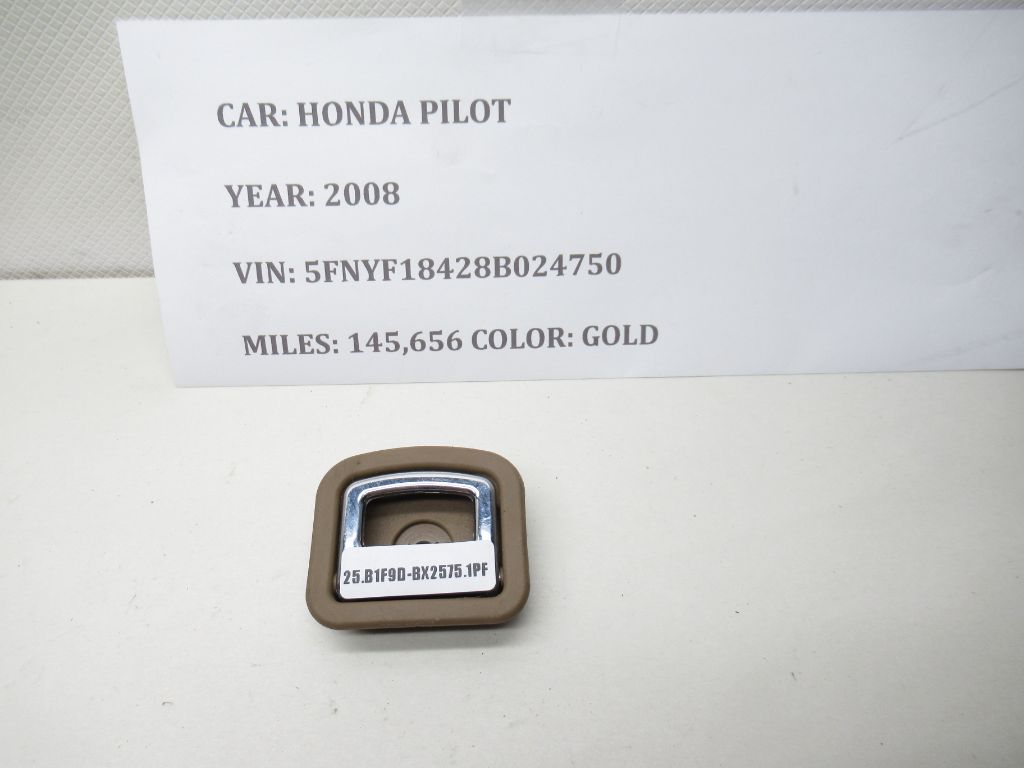 CAR: HONDA PILOT
YEAR: 2008
VIN: 5FNYF18428B024750
MILES: 145,656 COLOR: GOLD
25.B1F9D-BX2575.1PF